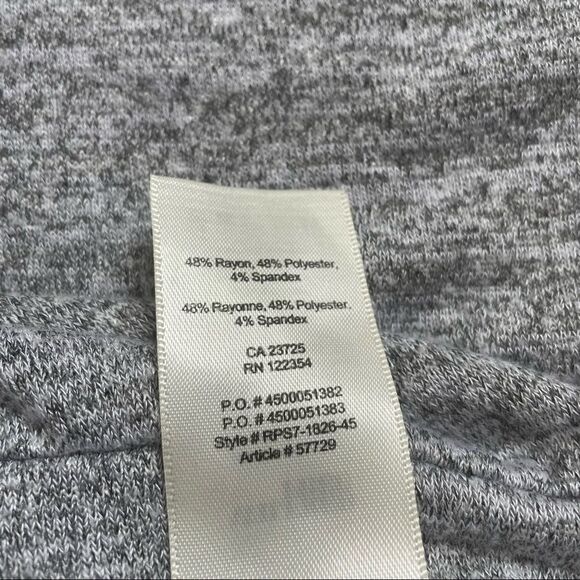 48% Rayon, 48% Polyester,
4% Spandex
48% Rayonne, 48% Polyester,
4% Spandex
CA 23725
RN 122354
P.O. # 4500051382
P.O. # 4500051383
Style # RPS7-1826-45
Article # 57729